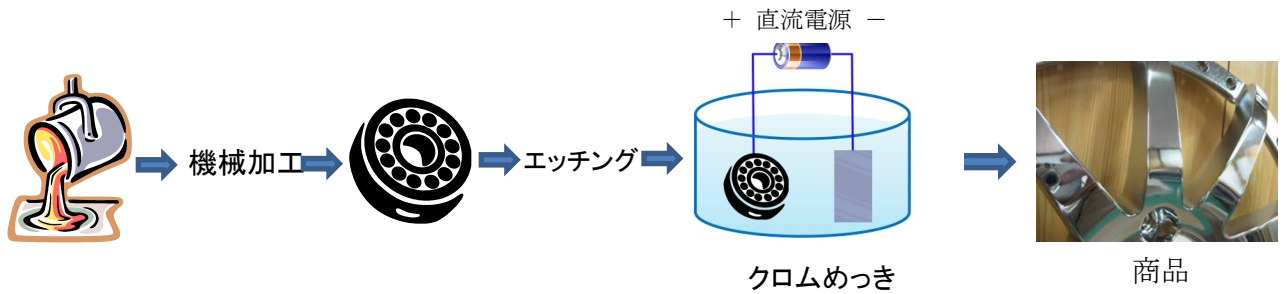 ＋ 直流電源 －
機械加工
エッチング
クロムめっき
商品